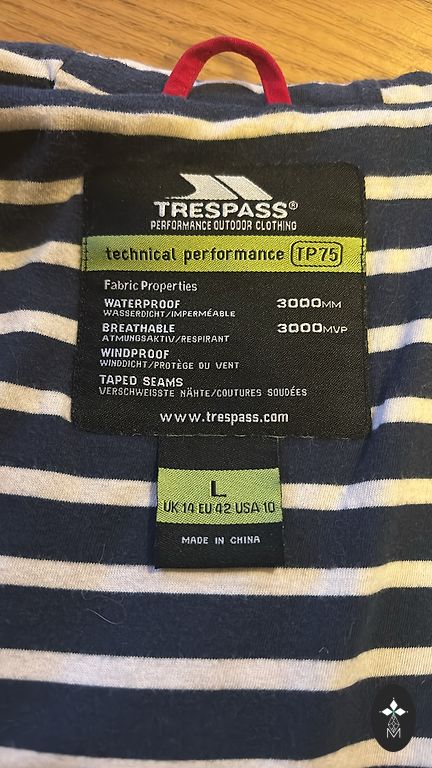 TRESPASS®
PERFORMANCE OUTDOOR CLOTHING
technical performance TP75
Fabric Properties
WATERPROOF 3000MM
WASSERDICHT/IMPERMÉABLE
BREATHABLE 3000MVP
ATMUNGSAKTIV/RESPIRANT
WINDPROOF
WINDDICHT/PROTÈGE DU VENT
TAPED SEAMS
VERSCHWEISSTE NÄHTE/COUTURES SOUDÉES
www.trespass.com
L
UK 14 EU 42 USA 10
MADE IN CHINA
M